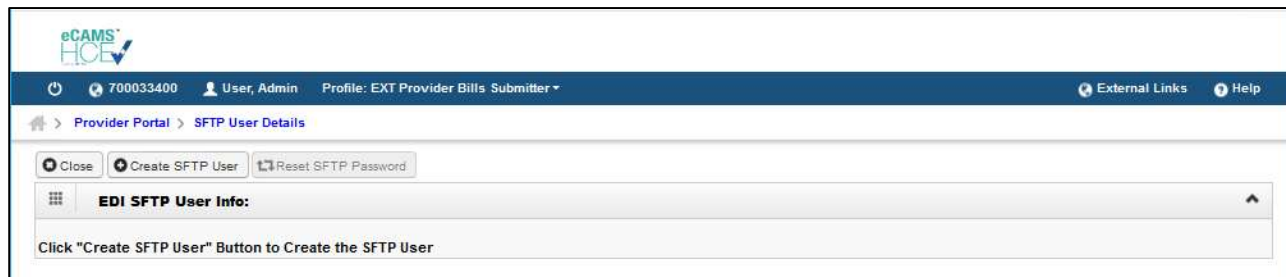 eCAMS
HCE
700033400 User, Admin Profile: EXT Provider Bills Submitter External Links Help
Provider Portal > SFTP User Details
Close Create SFTP User Reset SFTP Password
EDI SFTP User Info:
Click "Create SFTP User" Button to Create the SFTP User